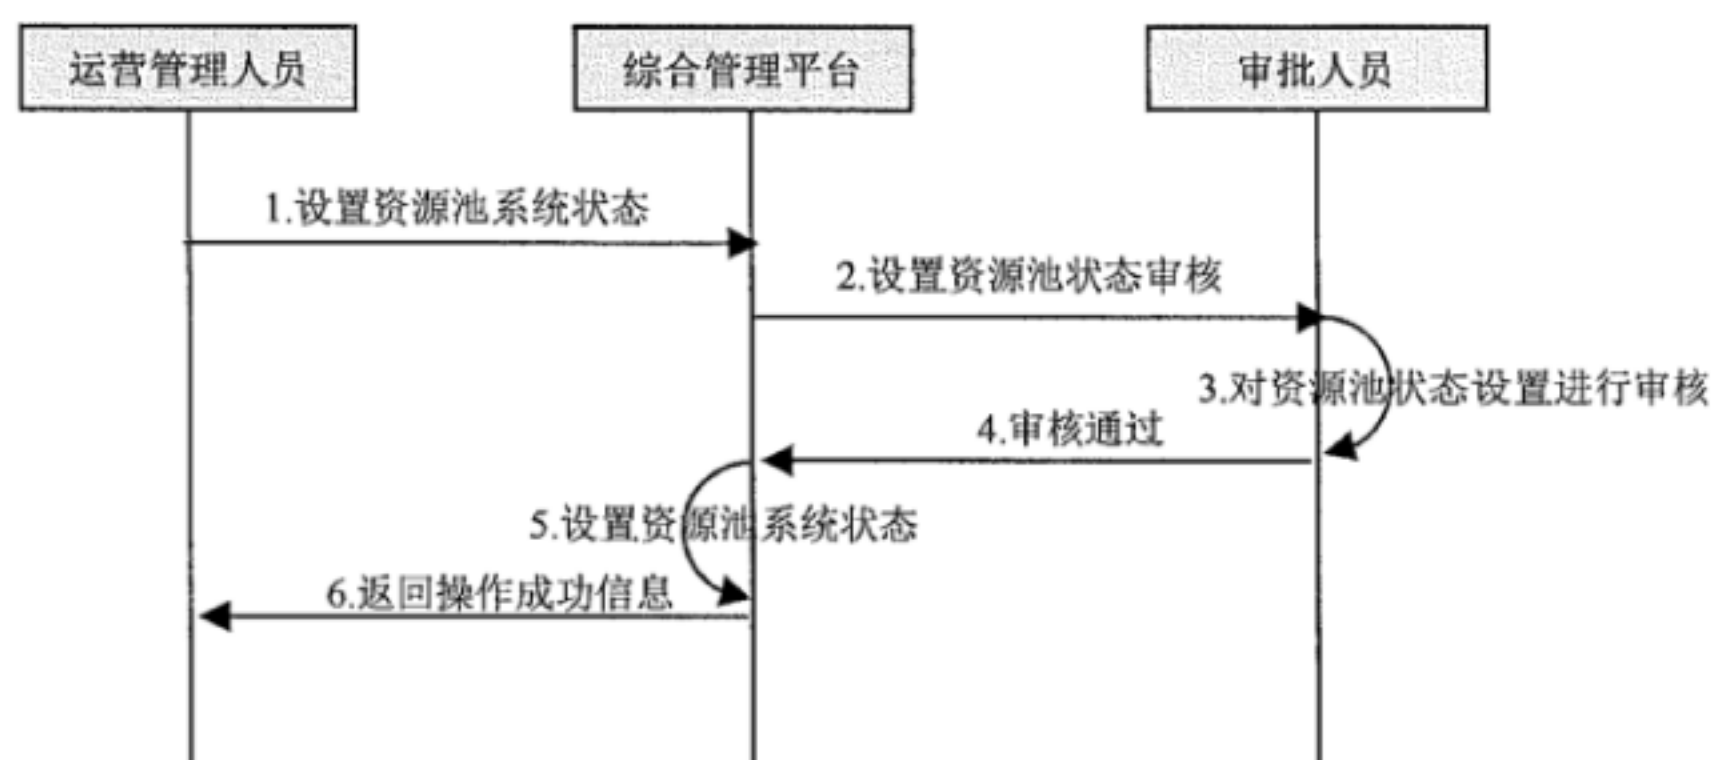 运营管理人员
综合管理平台
审批人员
1.设置资源池系统状态
2.设置资源池状态审核
3.对资源池状态设置进行审核
4.审核通过
5.设置资源池系统状态
6.返回操作成功信息